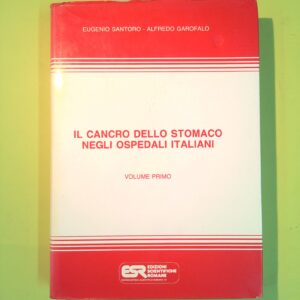 EUGENIO SANTORO - ALFREDO GAROFALO
IL CANCRO DELLO STOMACO
NEGLI OSPEDALI ITALIANI
VOLUME PRIMO
ESR EDIZIONI
SCIENTIFICHE
ROMANE